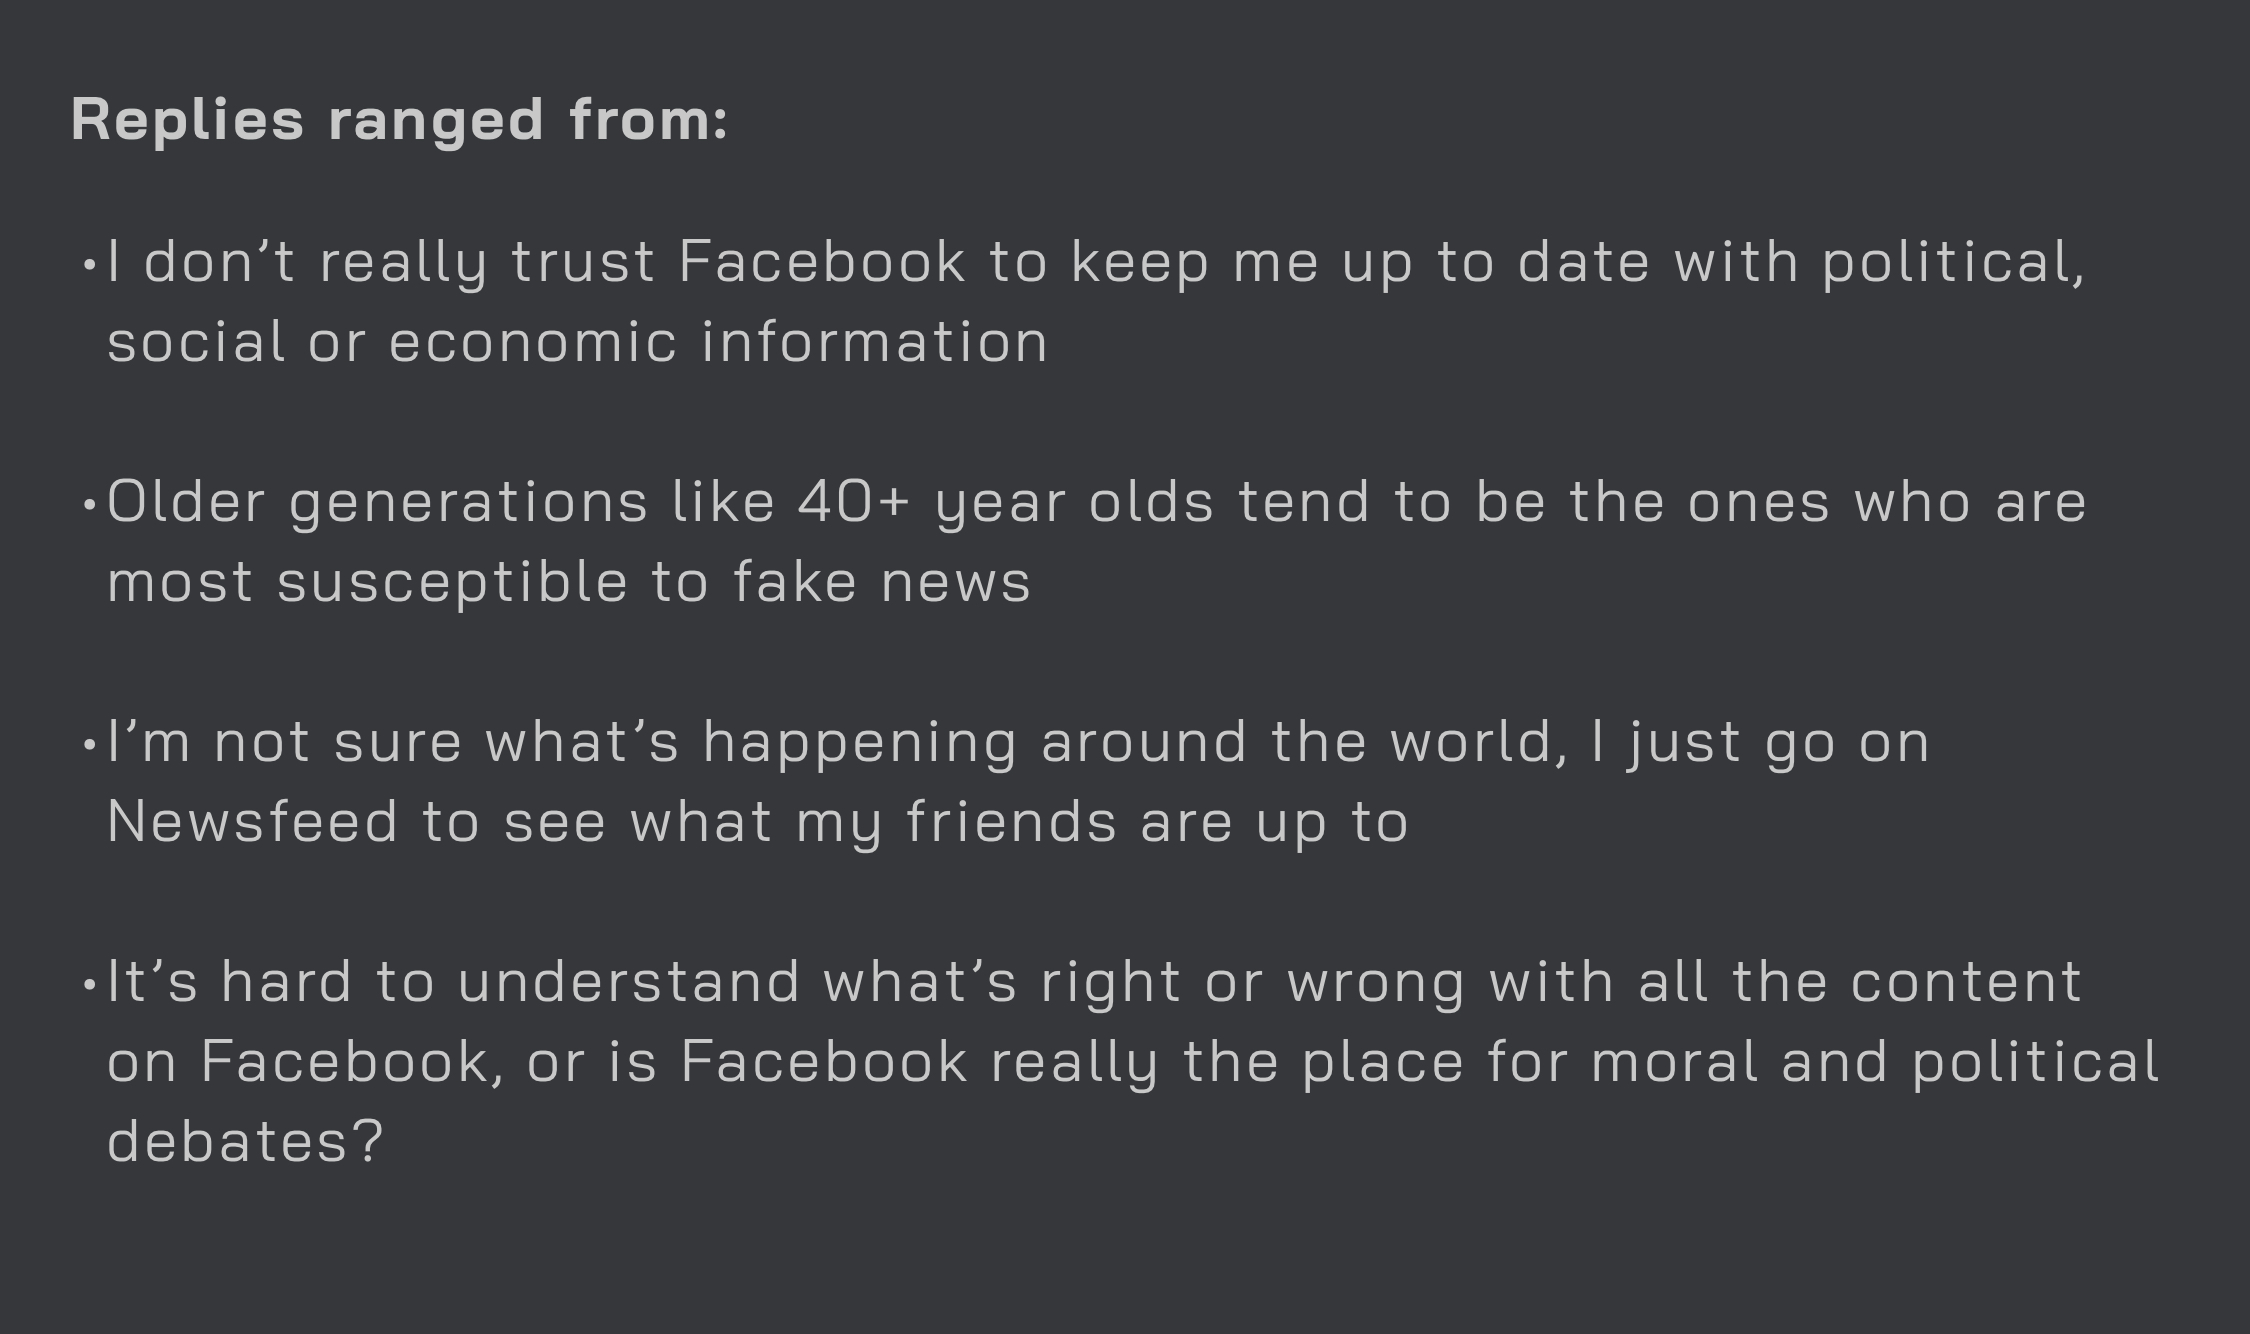 Replies ranged from:
•I don’t really trust Facebook to keep me up to date with political,
social or economic information
•Older generations like 40+ year olds tend to be the ones who are
most susceptible to fake news
•I’m not sure what’s happening around the world, I just go on
Newsfeed to see what my friends are up to
•It’s hard to understand what’s right or wrong with all the content
on Facebook, or is Facebook really the place for moral and political
debates?